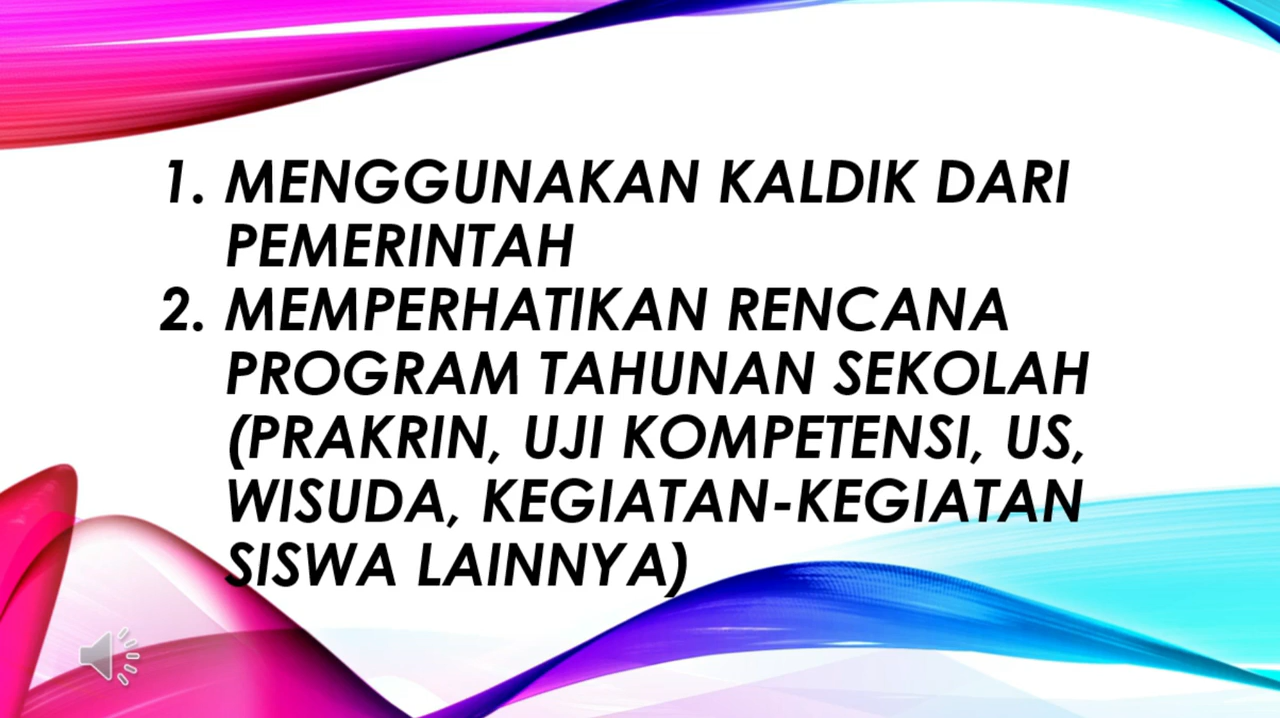 1. MENGGUNAKAN KALDIK DARI
PEMERINTAH
2. MEMPERHATIKAN RENCANA
PROGRAM TAHUNAN SEKOLAH
(PRAKRIN, UJI KOMPETENSI, US,
WISUDA, KEGIATAN-KEGIATAN
SISWA LAINNYA)